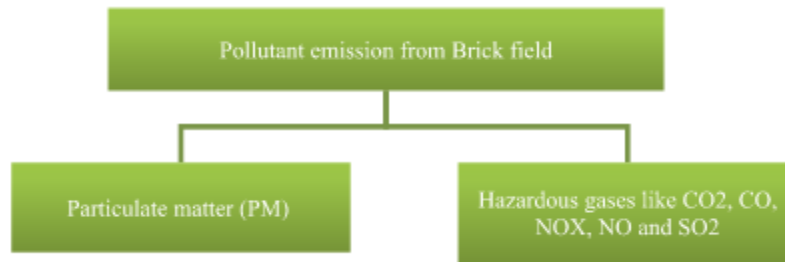 Pollutant emission from Brick field
Particulate matter (PM)
Hazardous gases like CO2, CO,
NOX, NO and SO2